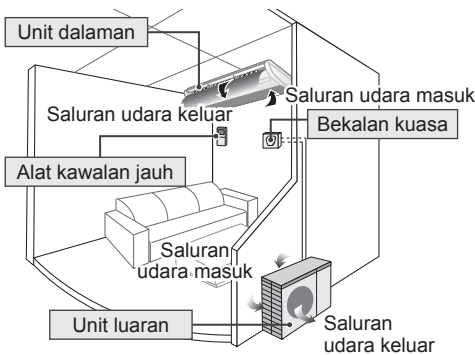 Unit dalaman
Saluran udara masuk
Saluran udara keluar
Bekalan kuasa
Alat kawalan jauh
Saluran
udara masuk
Unit luaran
Saluran
udara keluar